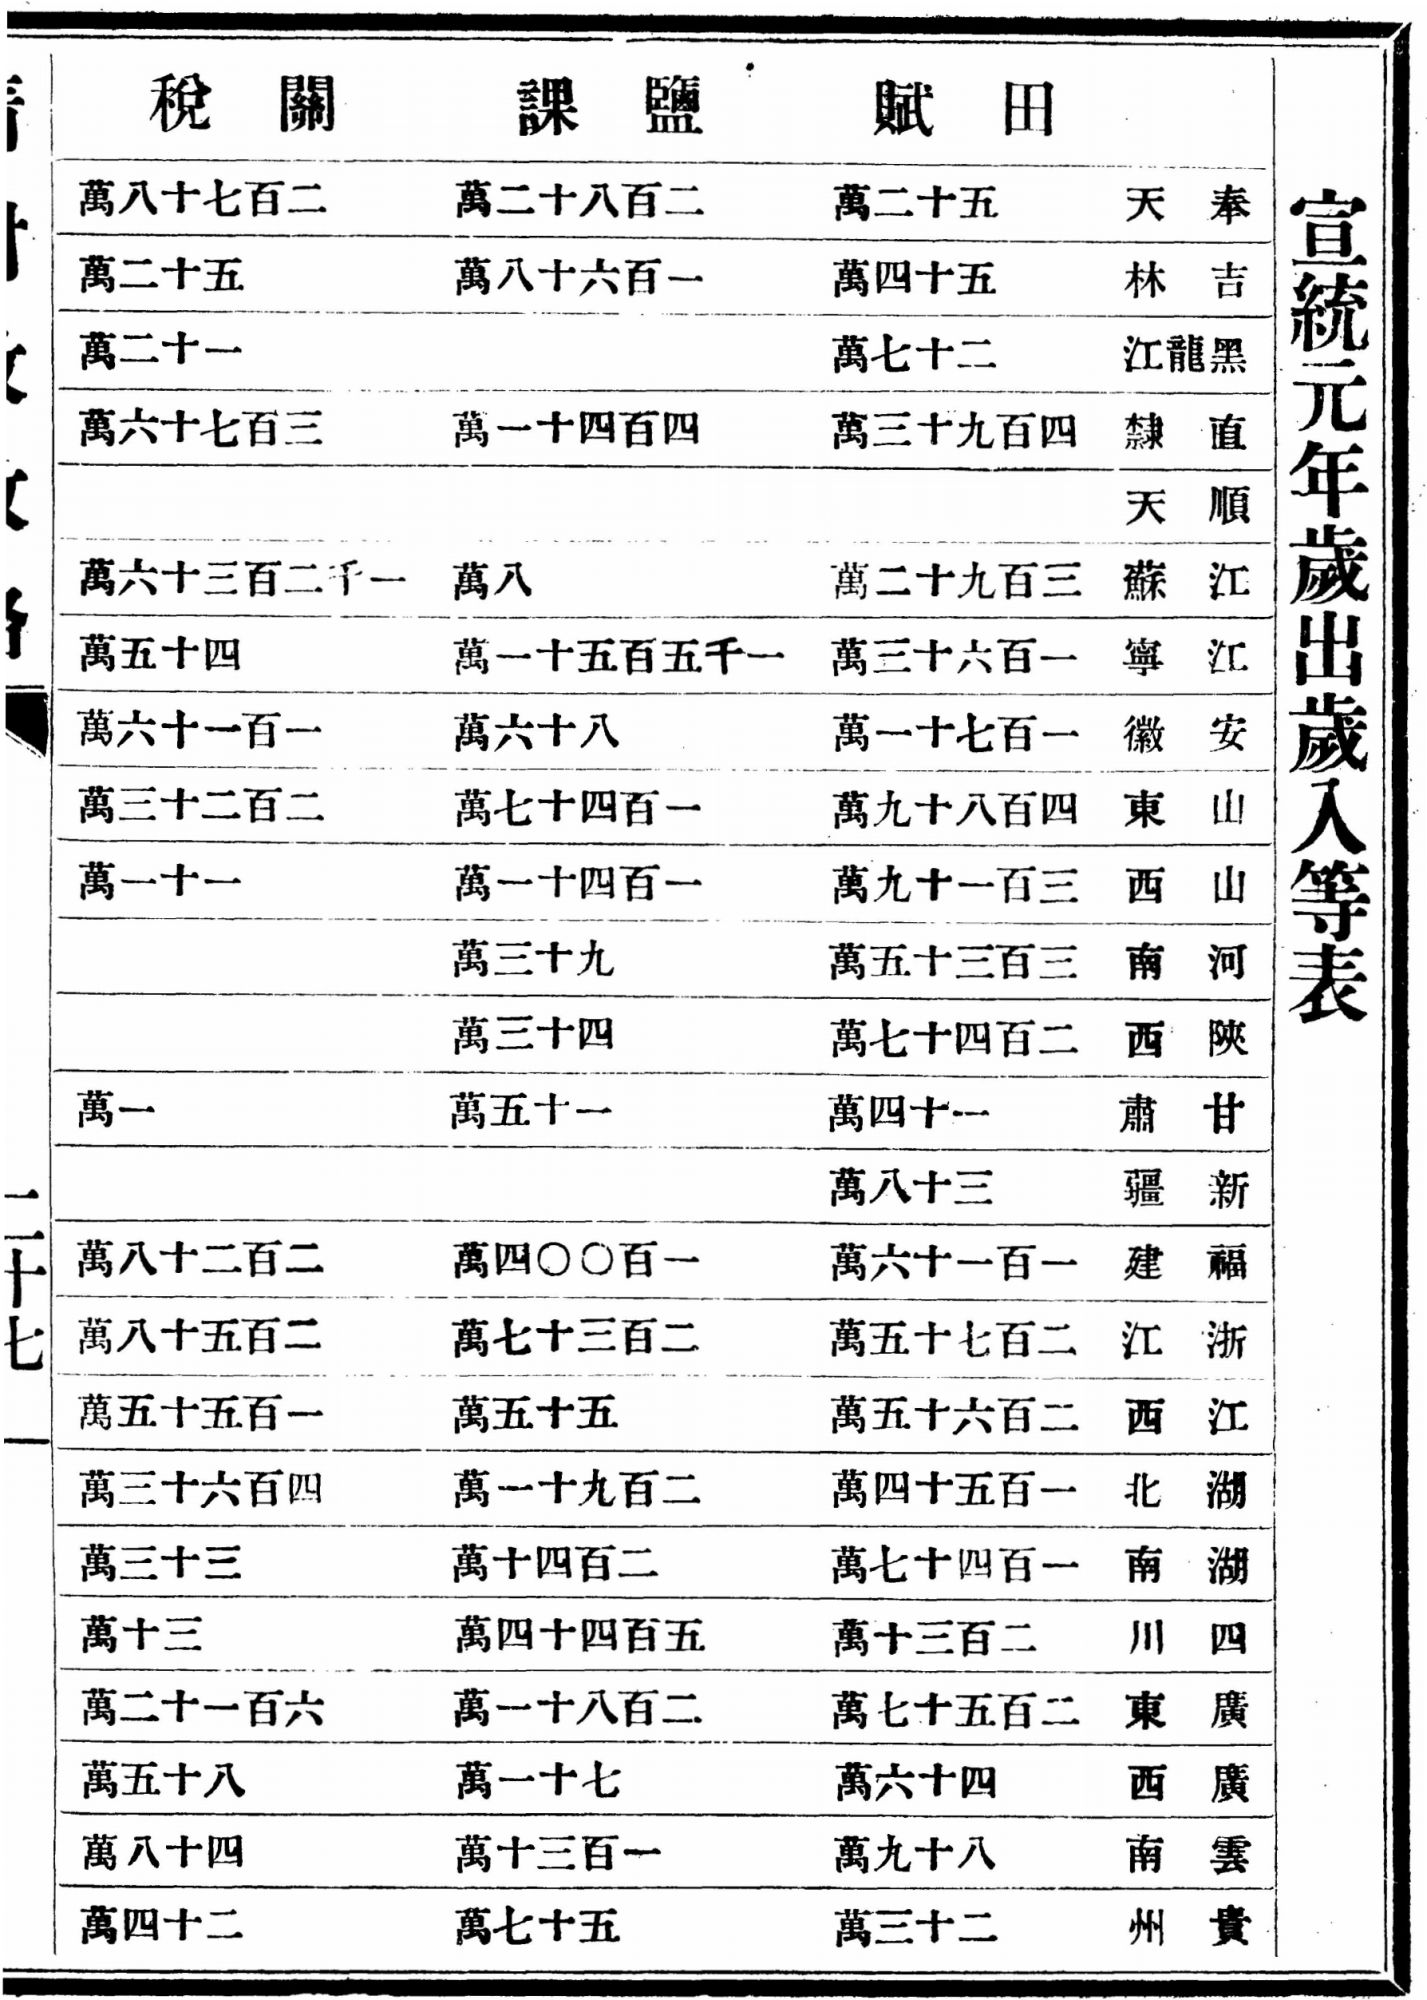 宣統元年歲出歲入等表
田賦 鹽課 關稅
奉天 五十二萬 二百八十二萬 二百七十八萬
吉林 五十四萬 一百六十八萬 五十二萬
黑龍江 二十七萬 一十二萬
直隸 四百九十三萬 四百四十一萬 三百七十六萬
順天
江蘇 三百九十二萬 八萬 一千二百三十六萬
江寧 一百六十三萬 一千五百五十一萬 四十五萬
安徽 一百七十一萬 八十六萬 一百一十六萬
山東 四百八十九萬 一百四十七萬 二百二十三萬
山西 三百一十九萬 一百四十一萬 一十一萬
河南 三百三十五萬 九十三萬
陝西 二百四十七萬 四十三萬
甘肅 一十四萬 一十五萬 一萬
新疆 三十八萬
福建 一百一十六萬 一百〇〇四萬 二百二十八萬
浙江 二百七十五萬 二百三十七萬 二百五十八萬
江西 二百六十五萬 五十五萬 一百五十五萬
湖北 一百五十四萬 二百九十一萬 四百六十三萬
湖南 一百四十七萬 二百四十萬 三十三萬
四川 二百三十萬 五百四十四萬 三十萬
廣東 二百五十七萬 二百八十一萬 六百一十二萬
廣西 四十六萬 七十一萬 八十五萬
雲南 八十九萬 一百三十萬 四十八萬
貴州 二十三萬 五十七萬 二十四萬
二十七